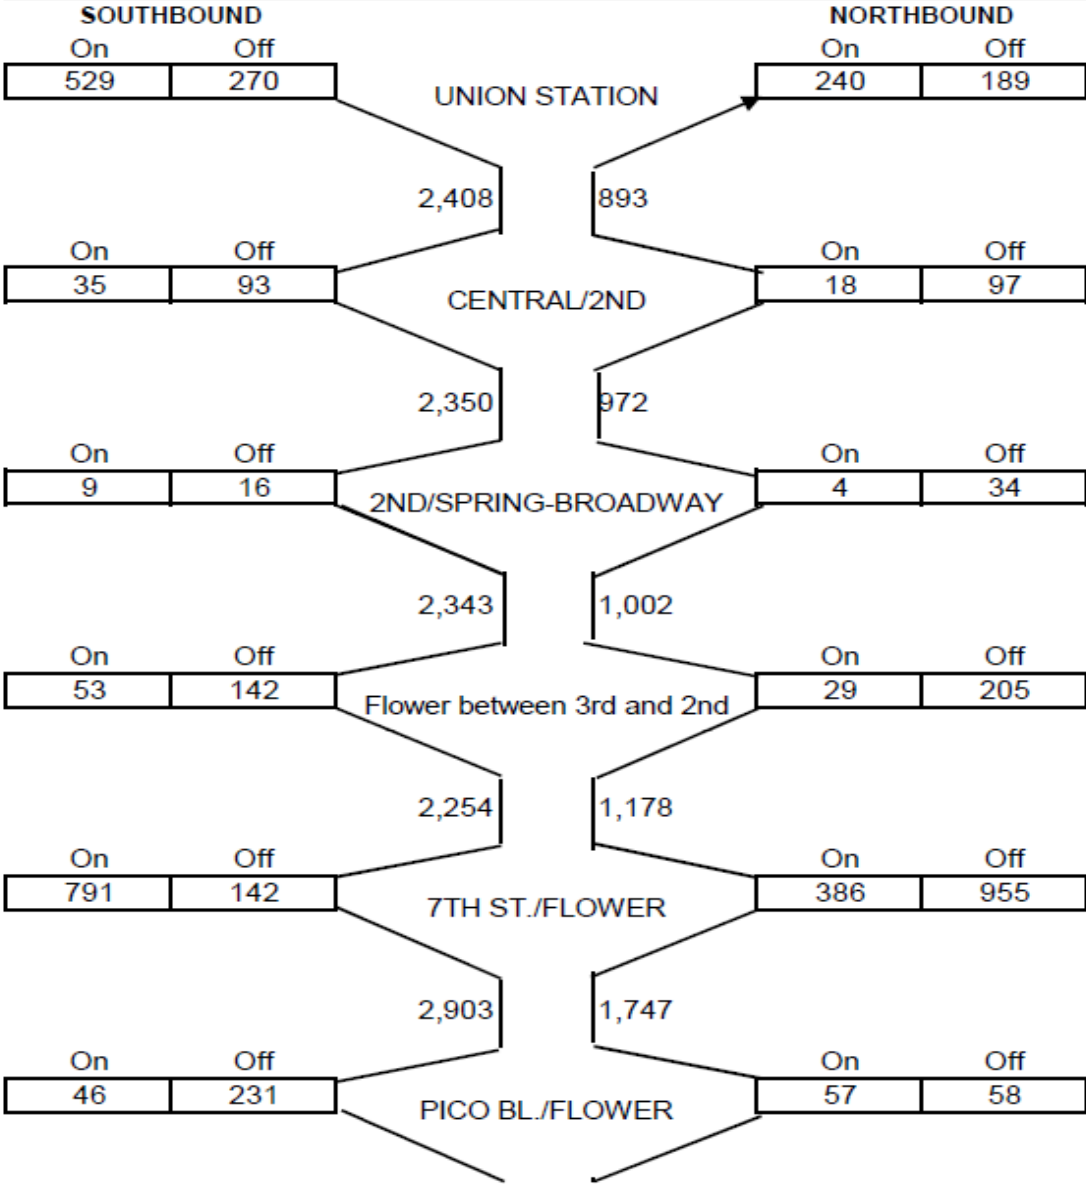 SOUTHBOUND NORTHBOUND
On Off On Off
529 270 UNION STATION 240 189
2,408 893
On Off On Off
35 93 CENTRAL/2ND 18 97
2,350 972
On Off On Off
9 16 2ND/SPRING-BROADWAY 4 34
2,343 1,002
On Off On Off
53 142 Flower between 3rd and 2nd 29 205
2,254 1,178
On Off On Off
791 142 7TH ST./FLOWER 386 955
2,903 1,747
On Off On Off
46 231 PICO BL./FLOWER 57 58